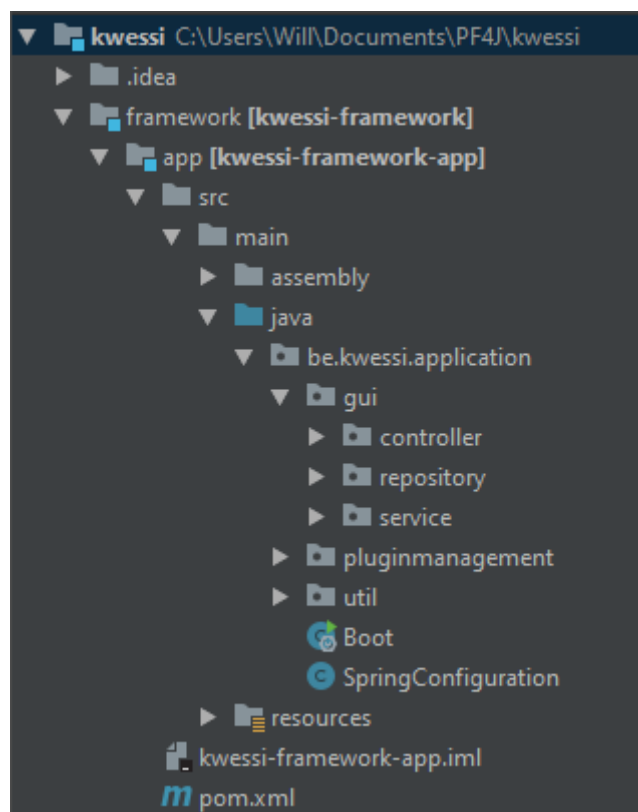 kwessi C:\Users\Will\Documents\PF4J\kwessi
.idea
framework [kwessi-framework]
app [kwessi-framework-app]
src
main
assembly
java
be.kwessi.application
gui
controller
repository
service
pluginmanagement
util
Boot
C SpringConfiguration
resources
kwessi-framework-app.iml
m pom.xml